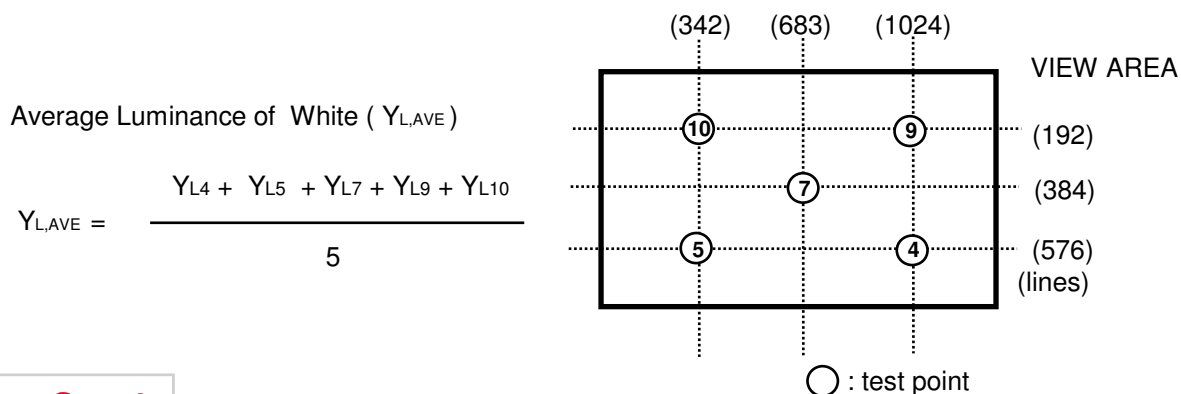 (342) (683) (1024)
VIEW AREA
Average Luminance of White ( YL,AVE )
10 9 (192)
YL4 + YL5 + YL7 + YL9 + YL10
7 (384)
YL,AVE =
5
5 4 (576)
(lines)
: test point